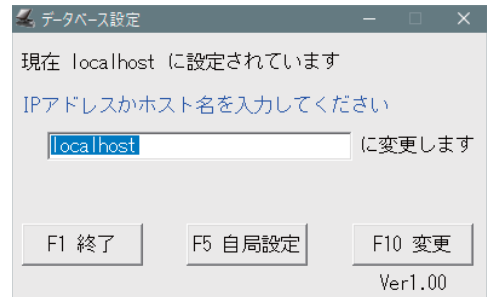 データベース設定
現在 localhost に設定されています
IPアドレスかホスト名を入力してください
localhost に変更します
F1 終了 F5 自局設定 F10 変更
Ver1.00